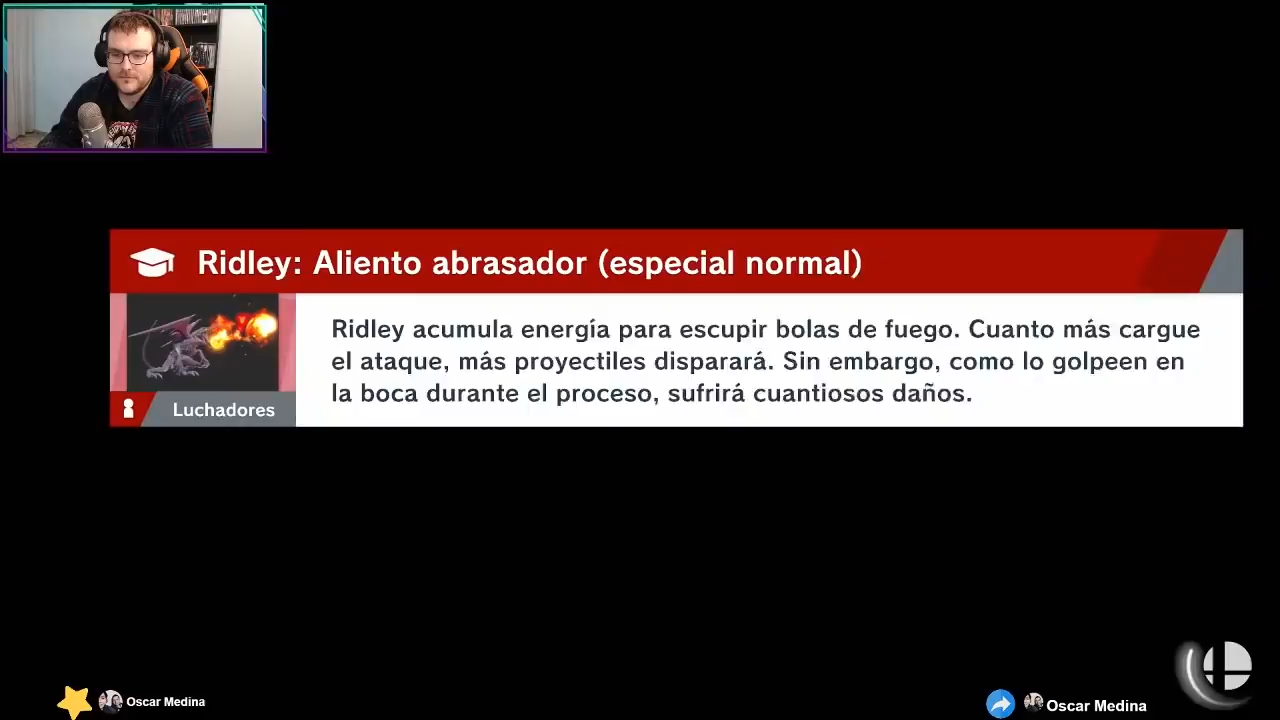 Ridley: Aliento abrasador (especial normal)
Ridley acumula energía para escupir bolas de fuego. Cuanto más cargue
el ataque, más proyectiles disparará. Sin embargo, como lo golpeen en
la boca durante el proceso, sufrirá cuantiosos daños.
Luchadores
Oscar Medina
Oscar Medina